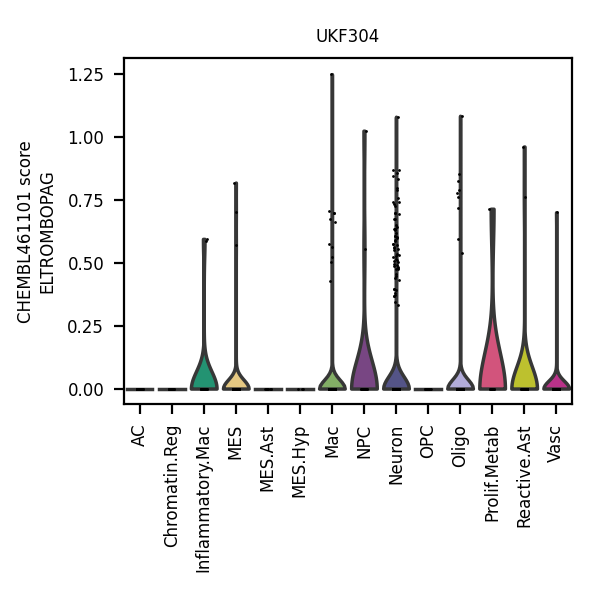 UKF304
CHEMBL461101 score
ELTROMBOPAG
1.25
1.00
0.75
0.50
0.25
0.00
AC
Chromatin.Reg
Inflammatory.Mac
MES
MES.Ast
MES.Hyp
Mac
NPC
Neuron
OPC
Oligo
Prolif.Metab
Reactive.Ast
Vasc